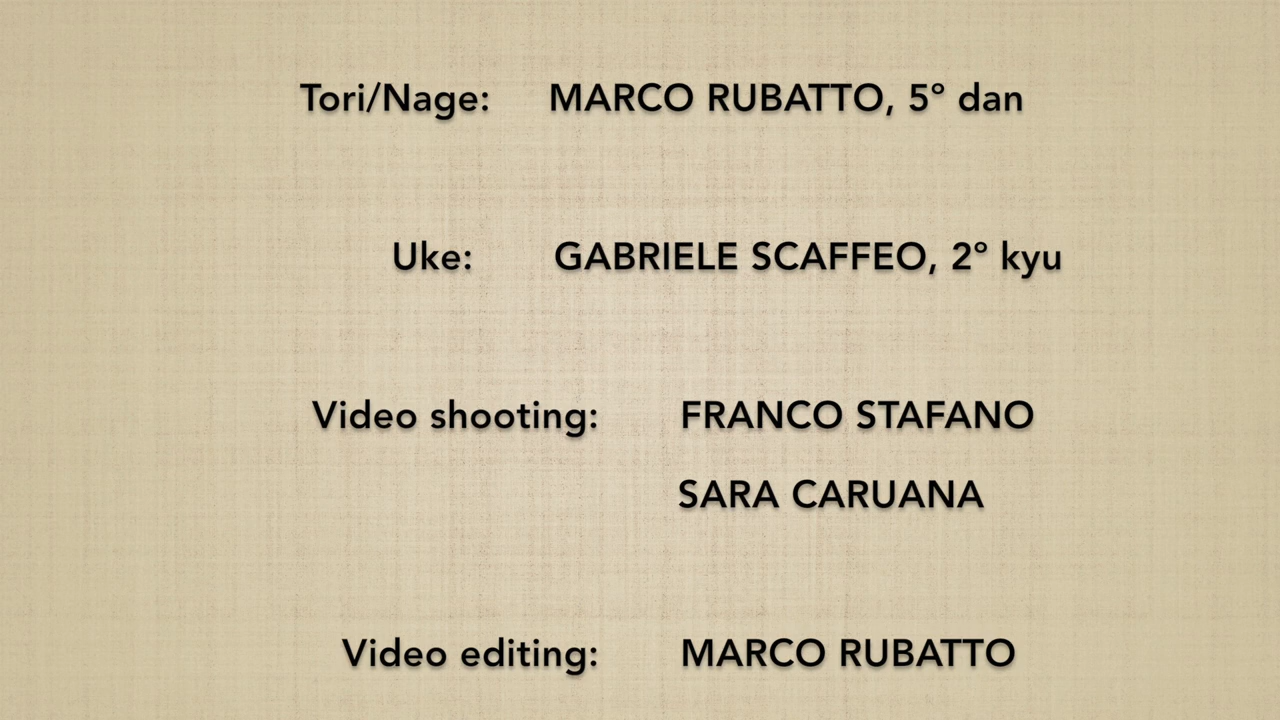 Tori/Nage: MARCO RUBATTO, 5° dan
Uke: GABRIELE SCAFFEO, 2° kyu
Video shooting: FRANCO STAFANO
SARA CARUANA
Video editing: MARCO RUBATTO